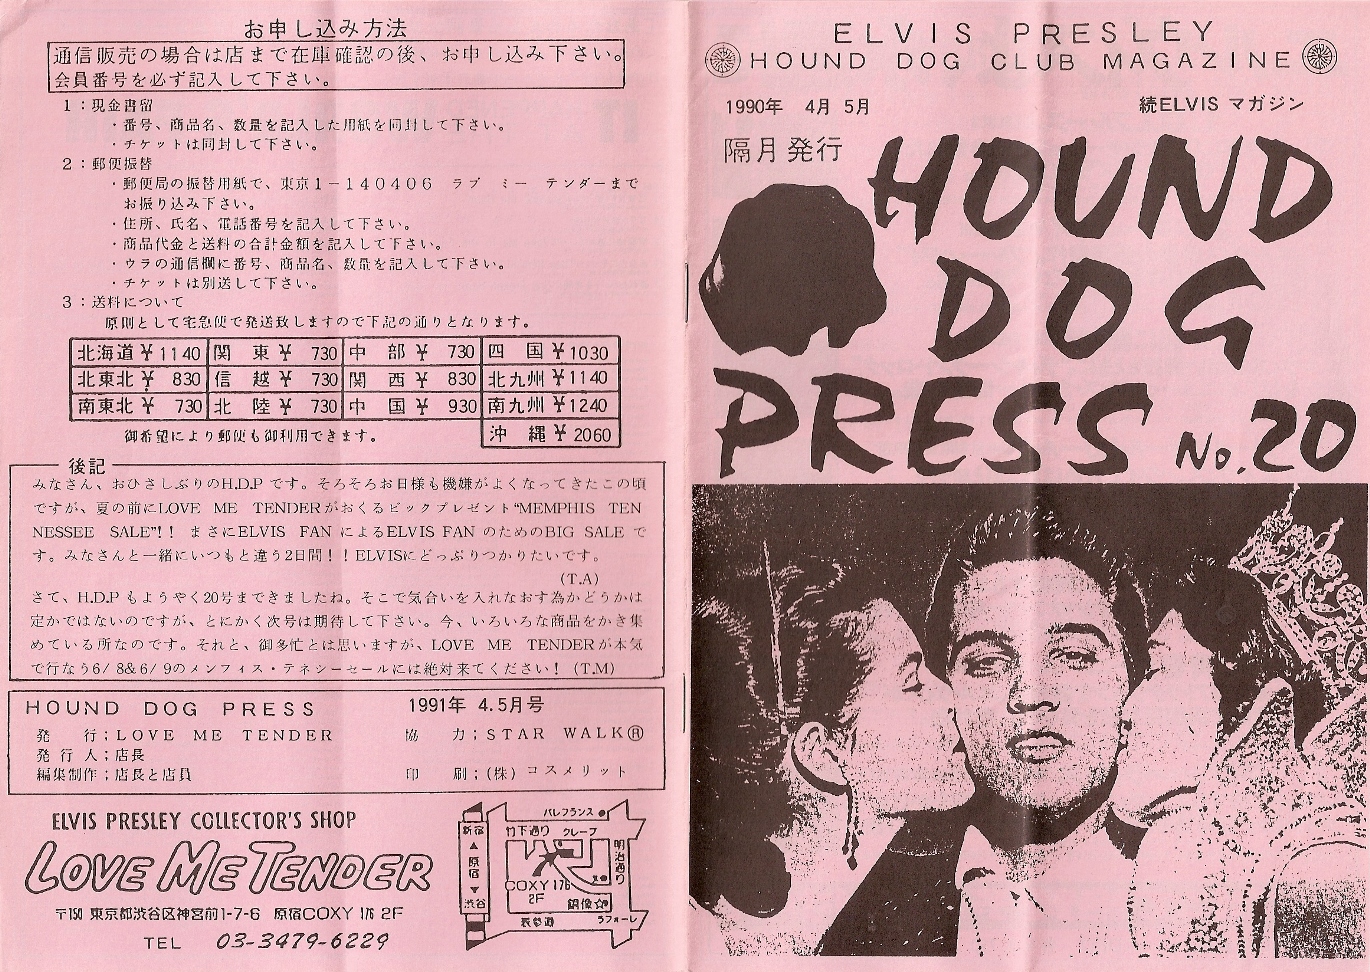 お申し込み方法
通信販売の場合は店まで在庫確認の後、お申し込み下さい。
会員番号を必ず記入して下さい。
1：現金書留
・番号、商品名、数量を記入した用紙を同封して下さい。
・チケットは同封して下さい。
2：郵便振替
・郵便局の振替用紙で、東京1－140406 ラブ ミー テンダーまで
お振り込み下さい。
・住所、氏名、電話番号を記入して下さい。
・商品代金と送料の合計金額を記入して下さい。
・ウラの通信欄に番号、商品名、数量を記入して下さい。
・チケットは別送して下さい。
3：送料について
原則として宅急便で発送致しますので下記の通りとなります。
北海道￥1140 関東￥730 中部￥730 四国￥1030
北東北￥830 信越￥730 関西￥830 北九州￥1140
南東北￥730 北陸￥730 中国￥930 南九州￥1240
御希望により郵便も御利用できます。 沖縄￥2060
後記
みなさん、おひさしぶりのH.D.Pです。そろそろお日様も機嫌がよくなってきたこの頃
ですが、夏の前にLOVE ME TENDERがおくるビックプレゼント“MEMPHIS TEN
NESSEE SALE”!! まさにELVIS FAN によるELVIS FAN のためのBIG SALE で
す。みなさんと一緒にいつもと違う2日間！！ELVISにどっぷりつかりたいです。
(T.A)
さて、H.D.Pもようやく20号まできましたね。そこで気合いを入れなおす為かどうかは
定かではないのですが、とにかく次号は期待して下さい。今、いろいろな商品をかき集
めている所なのです。それと、御多忙とは思いますが、LOVE ME TENDERが本気
で行なう6/8&6/9のメンフィス・テネシーセールには絶対来てください！(T.M)
HOUND DOG PRESS 1991年 4.5月号
発 行；LOVE ME TENDER 協 力；STAR WALK®
発行人；店長
編集制作；店長と店員 印 刷；(株) コスメリット
ELVIS PRESLEY COLLECTOR'S SHOP
LOVE ME TENDER
〒150 東京都渋谷区神宮前1-7-6 原宿COXY 176 2F
TEL 03-3479-6229
新宿
▲
原宿
▼
渋谷
パレフランス
竹下通り クレープ
明治通り
COXY 176
2F
銅像☆
表参道 ラフォーレ
ELVIS PRESLEY
HOUND DOG CLUB MAGAZINE
1990年 4月 5月 続ELVIS マガジン
隔月発行
HOUND
DOG
PRESS No.20